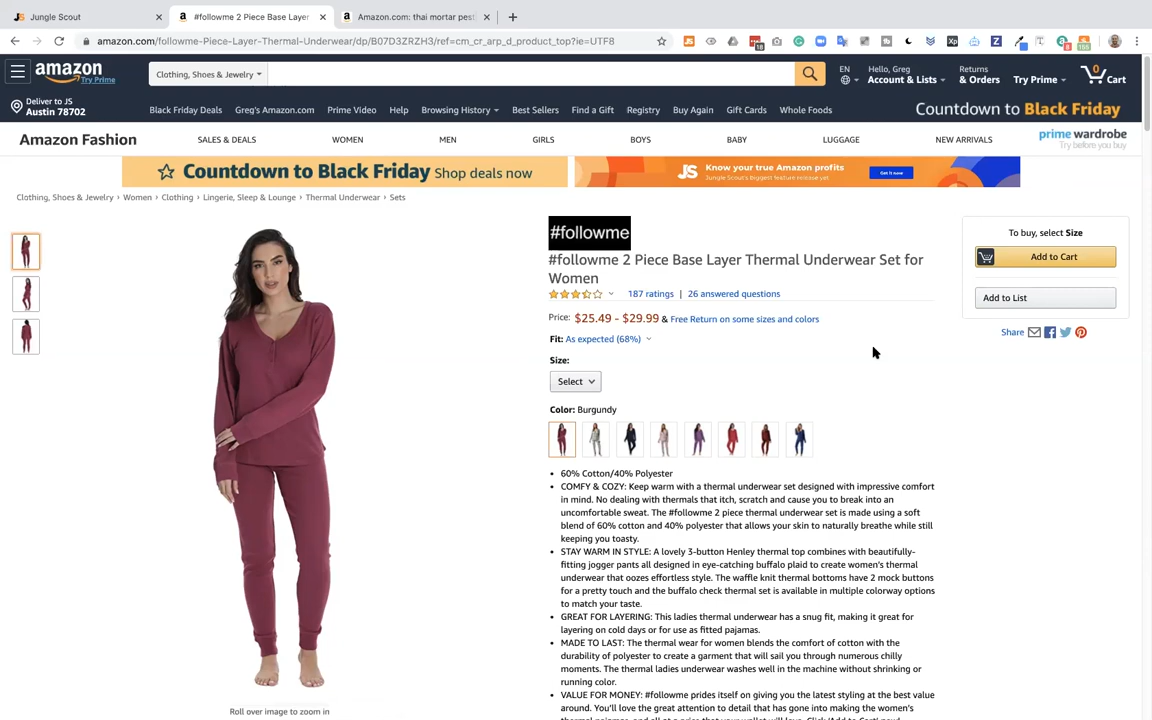 Jungle Scout
#followme 2 Piece Base Layer
Amazon.com: thai mortar pest
amazon.com/followme-Piece-Layer-Thermal-Underwear/dp/B07D3ZRZH3/ref=cm_cr_arp_d_product_top?ie=UTF8
amazon
Try Prime
Clothing, Shoes & Jewelry
EN
Hello, Greg
Account & Lists
Returns
& Orders
Try Prime
0
Cart
Deliver to JS
Austin 78702
Black Friday Deals
Greg's Amazon.com
Prime Video
Help
Browsing History
Best Sellers
Find a Gift
Registry
Buy Again
Gift Cards
Whole Foods
Countdown to Black Friday
Amazon Fashion
SALES & DEALS
WOMEN
MEN
GIRLS
BOYS
BABY
LUGGAGE
NEW ARRIVALS
prime wardrobe
Try before you buy
Countdown to Black Friday Shop deals now
JS
Know your true Amazon profits
Jungle Scout's biggest feature release yet
Get it now
Clothing, Shoes & Jewelry › Women › Clothing › Lingerie, Sleep & Lounge › Thermal Underwear › Sets
#followme
#followme 2 Piece Base Layer Thermal Underwear Set for
Women
187 ratings | 26 answered questions
Price: $25.49 - $29.99 & Free Return on some sizes and colors
Fit: As expected (68%)
Size:
Select
Color: Burgundy
• 60% Cotton/40% Polyester
• COMFY & COZY: Keep warm with a thermal underwear set designed with impressive comfort
in mind. No dealing with thermals that itch, scratch and cause you to break into an
uncomfortable sweat. The #followme 2 piece thermal underwear set is made using a soft
blend of 60% cotton and 40% polyester that allows your skin to naturally breathe while still
keeping you toasty.
• STAY WARM IN STYLE: A lovely 3-button Henley thermal top combines with beautifully-
fitting jogger pants all designed in eye-catching buffalo plaid to create women's thermal
underwear that oozes effortless style. The waffle knit thermal bottoms have 2 mock buttons
for a pretty touch and the buffalo check thermal set is available in multiple colorway options
to match your taste.
• GREAT FOR LAYERING: This ladies thermal underwear has a snug fit, making it great for
layering on cold days or for use as fitted pajamas.
• MADE TO LAST: The thermal wear for women blends the comfort of cotton with the
durability of polyester to create a garment that will sail you through numerous chilly
moments. The thermal ladies underwear washes well in the machine without shrinking or
running color.
• VALUE FOR MONEY: #followme prides itself on giving you the latest styling at the best value
around. You'll love the great attention to detail that has gone into making the women's
To buy, select Size
Add to Cart
Add to List
Share
Roll over image to zoom in